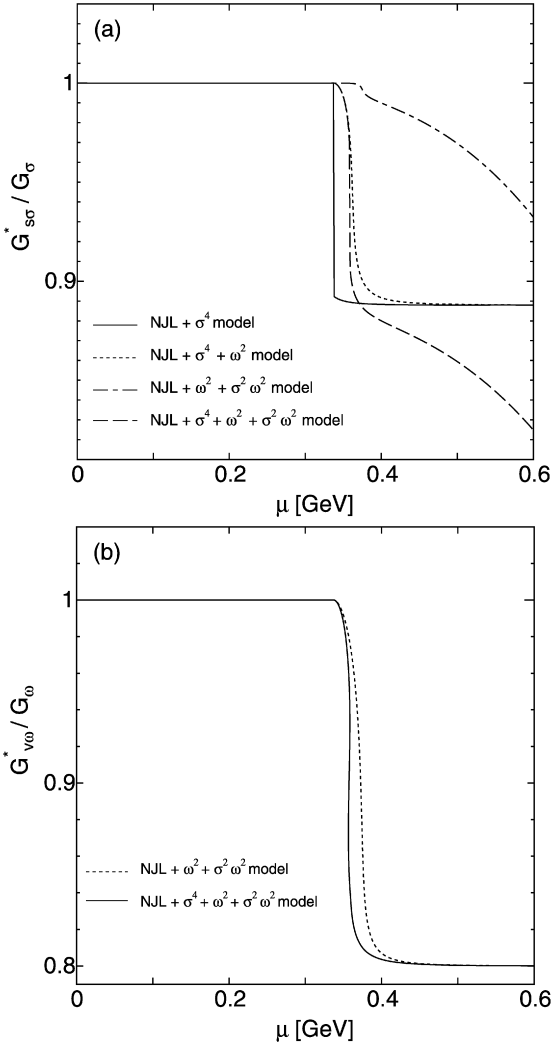 (a)
1
0.9
G*sσ / Gσ
NJL + σ⁴ model
NJL + σ⁴ + ω² model
NJL + ω² + σ² ω² model
NJL + σ⁴ + ω² + σ² ω² model
0 0.2 0.4 0.6
μ [GeV]
(b)
1
0.9
0.8
G*vω / Gω
NJL + ω² + σ² ω² model
NJL + σ⁴ + ω² + σ² ω² model
0 0.2 0.4 0.6
μ [GeV]